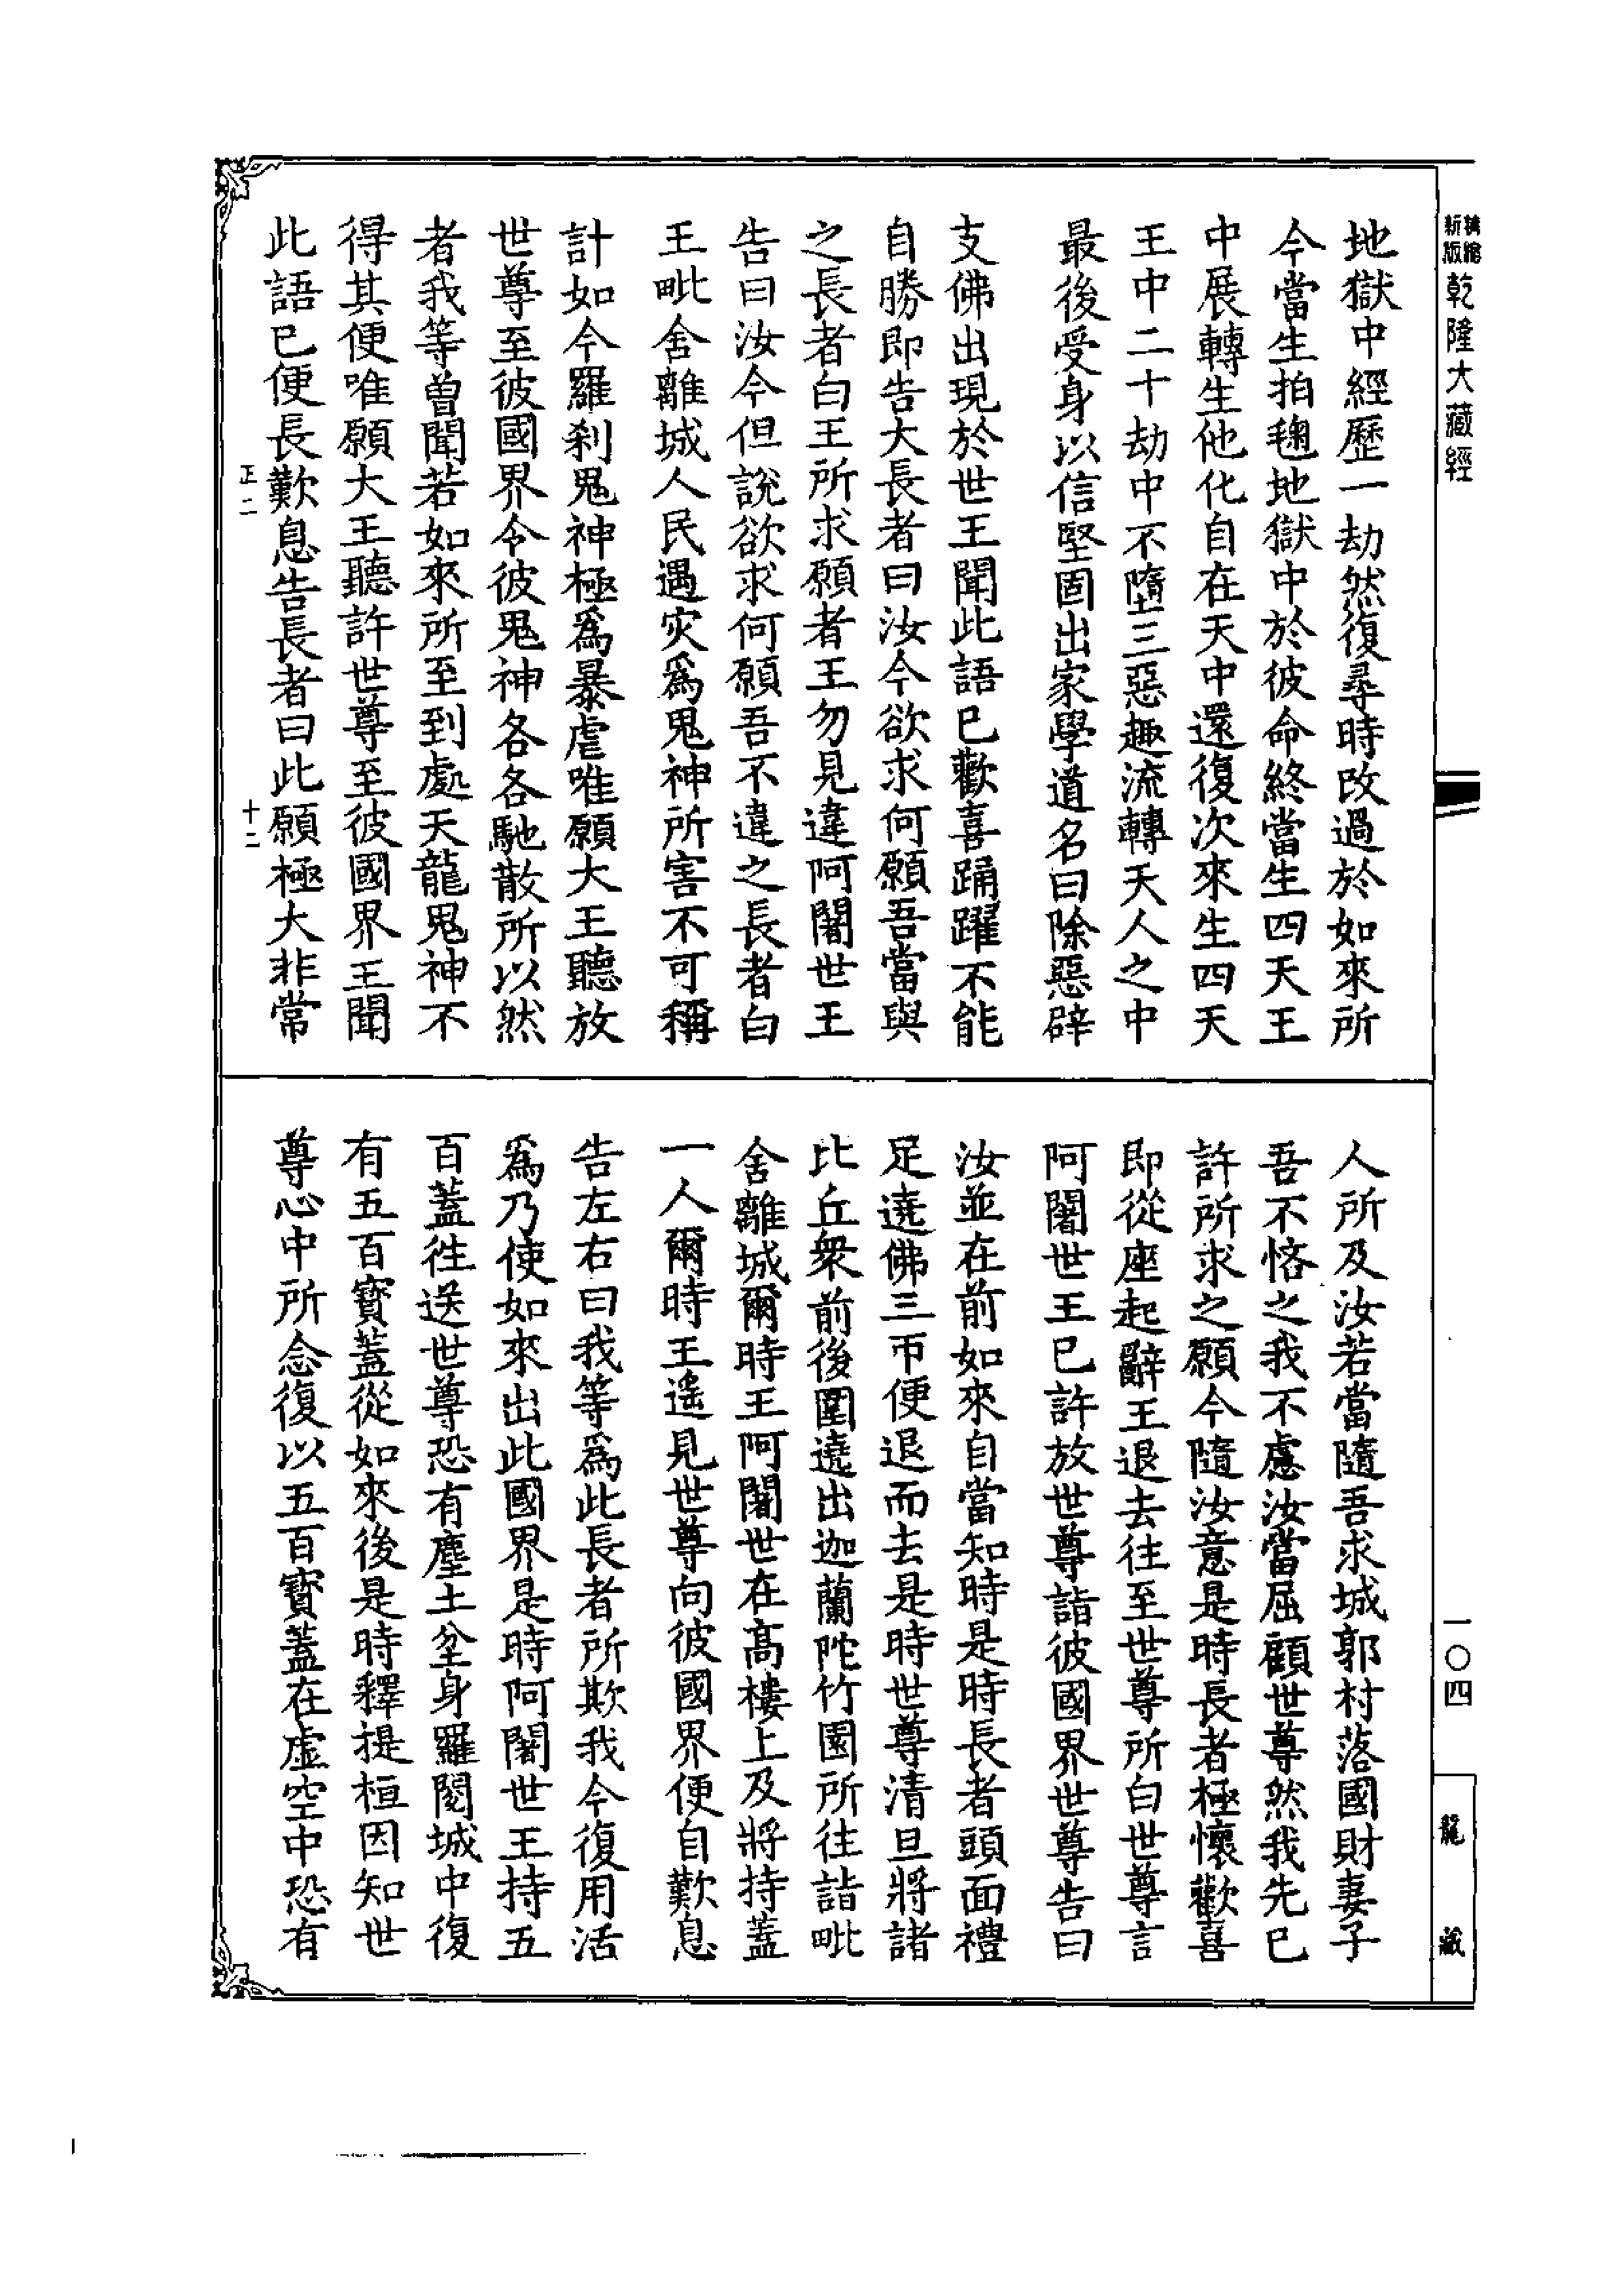 精縮新版乾隆大藏經
地獄中經歷一劫然復尋時改過於如來所
今當生拍毱地獄中於彼命終當生四天王
中展轉生他化自在天中還復次來生四天
王中二十劫中不墮三惡趣流轉天人之中
最後受身以信堅固出家學道名曰除惡辟
支佛出現於世王聞此語已歡喜踊躍不能
自勝即告大長者曰汝今欲求何願吾當與
之長者白王所求願者王勿見違阿闍世王
告曰汝今但說欲求何願吾不違之長者白
王毗舍離城人民遇灾爲鬼神所害不可稱
計如今羅刹鬼神極爲暴虐唯願大王聽放
世尊至彼國界令彼鬼神各各馳散所以然
者我等曾聞若如來所至到處天龍鬼神不
得其便唯願大王聽許世尊至彼國界王聞
此語已便長歎息告長者曰此願極大非常
正二 十二
人所及汝若當隨吾求城郭村落國財妻子
吾不悋之我不慮汝當屈顧世尊然我先已
許所求之願今隨汝意是時長者極懷歡喜
即從座起辭王退去往至世尊所白世尊言
阿闍世王已許放世尊詣彼國界世尊告曰
汝並在前如來自當知時是時長者頭面禮
足遶佛三帀便退而去是時世尊清旦將諸
比丘衆前後圍遶出迦蘭陀竹園所往詣毗
舍離城爾時王阿闍世在高樓上及將持蓋
一人爾時王遙見世尊向彼國界便自歎息
告左右曰我等爲此長者所欺我今復用活
爲乃使如來出此國界是時阿闍世王持五
百蓋徃送世尊恐有塵土坌身羅閱城中復
有五百寶蓋從如來後是時釋提桓因知世
尊心中所念復以五百寶蓋在虛空中恐有
一〇四
龍藏